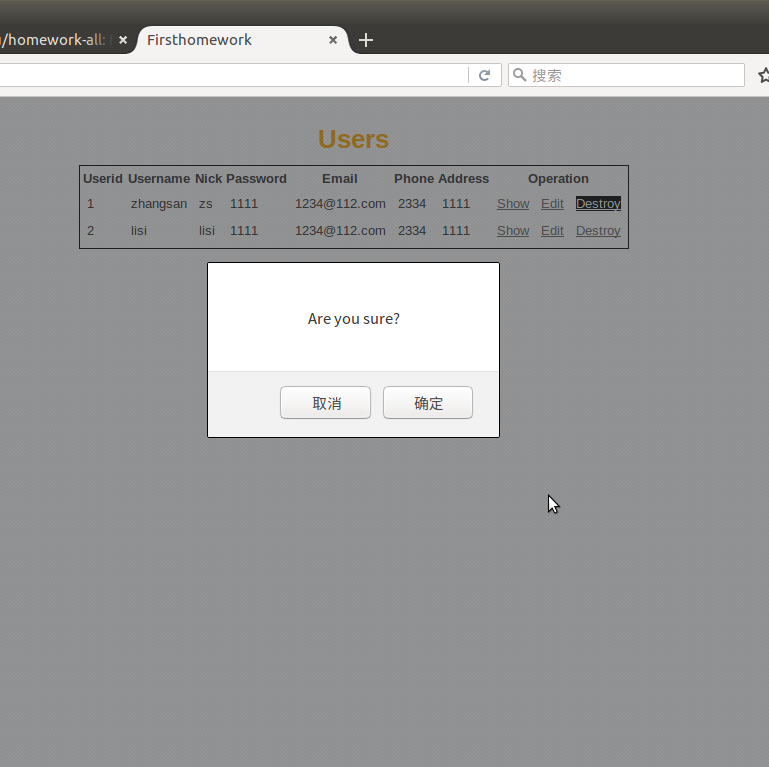 /homework-all: Firsthomework
搜索
Users
Userid Username Nick Password Email Phone Address Operation
1 zhangsan zs 1111 1234@112.com 2334 1111 Show Edit Destroy
2 lisi lisi 1111 1234@112.com 2334 1111 Show Edit Destroy
Are you sure?
取消 确定